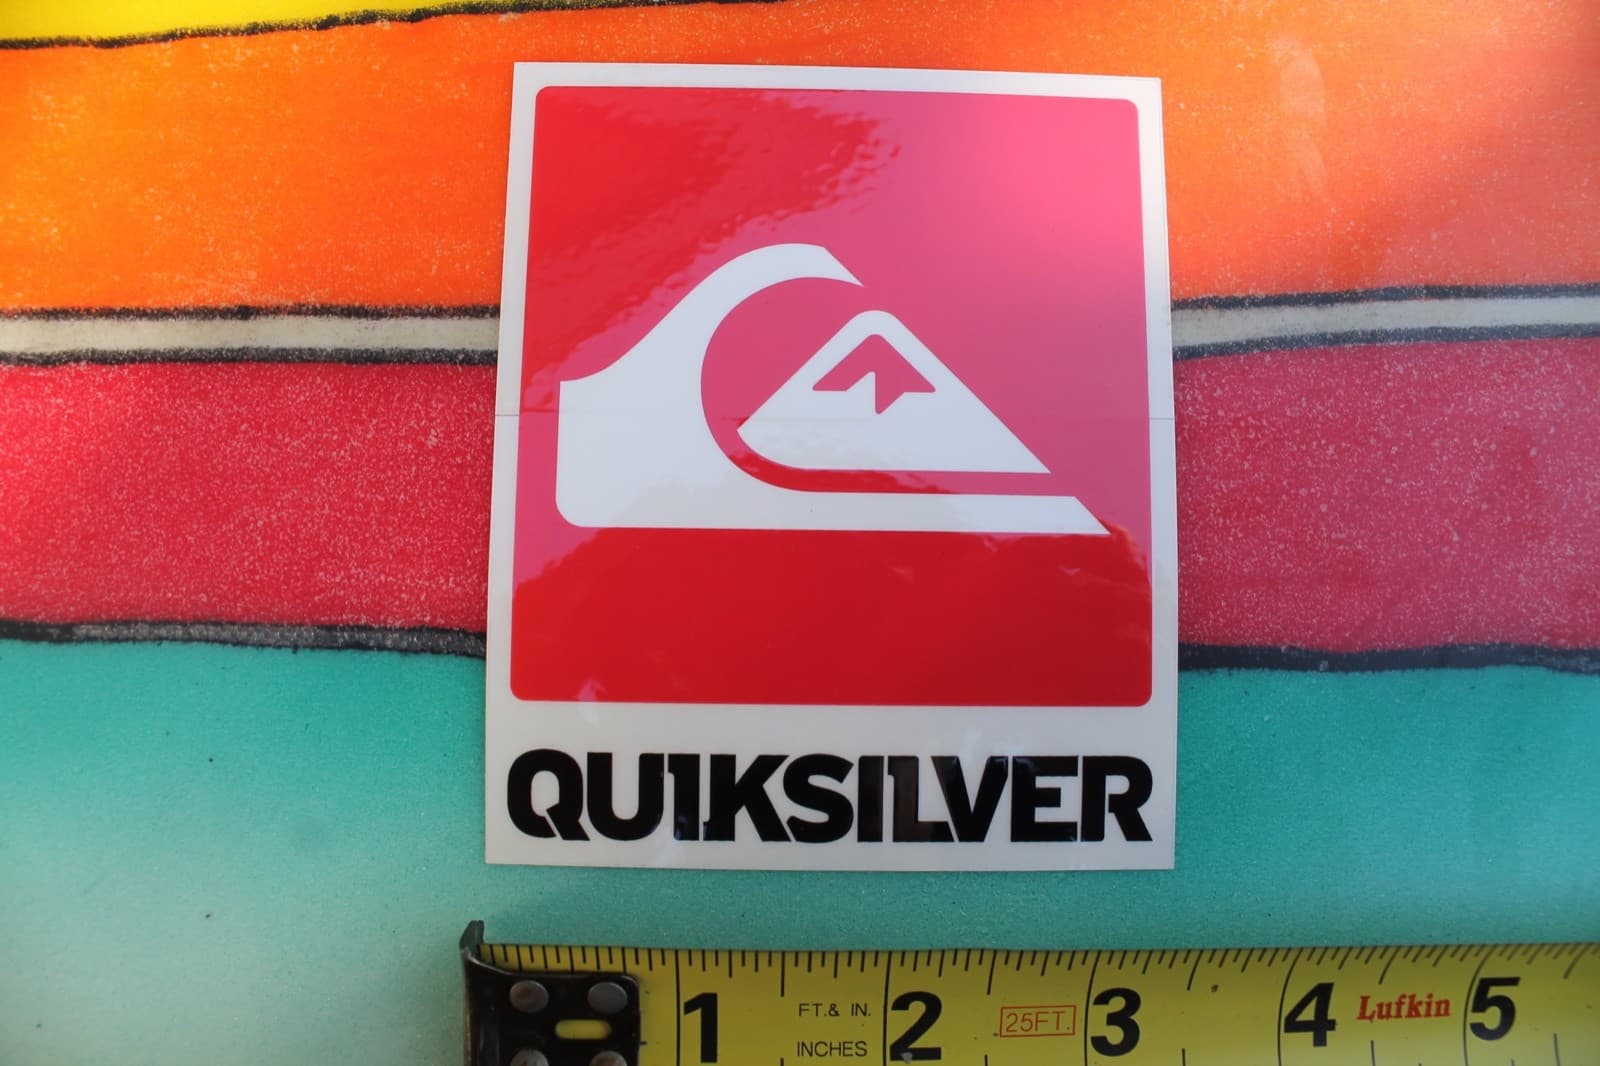 QUIKSILVER
1 FT.& IN. 2 25FT. 3 4 Lufkin 5
INCHES